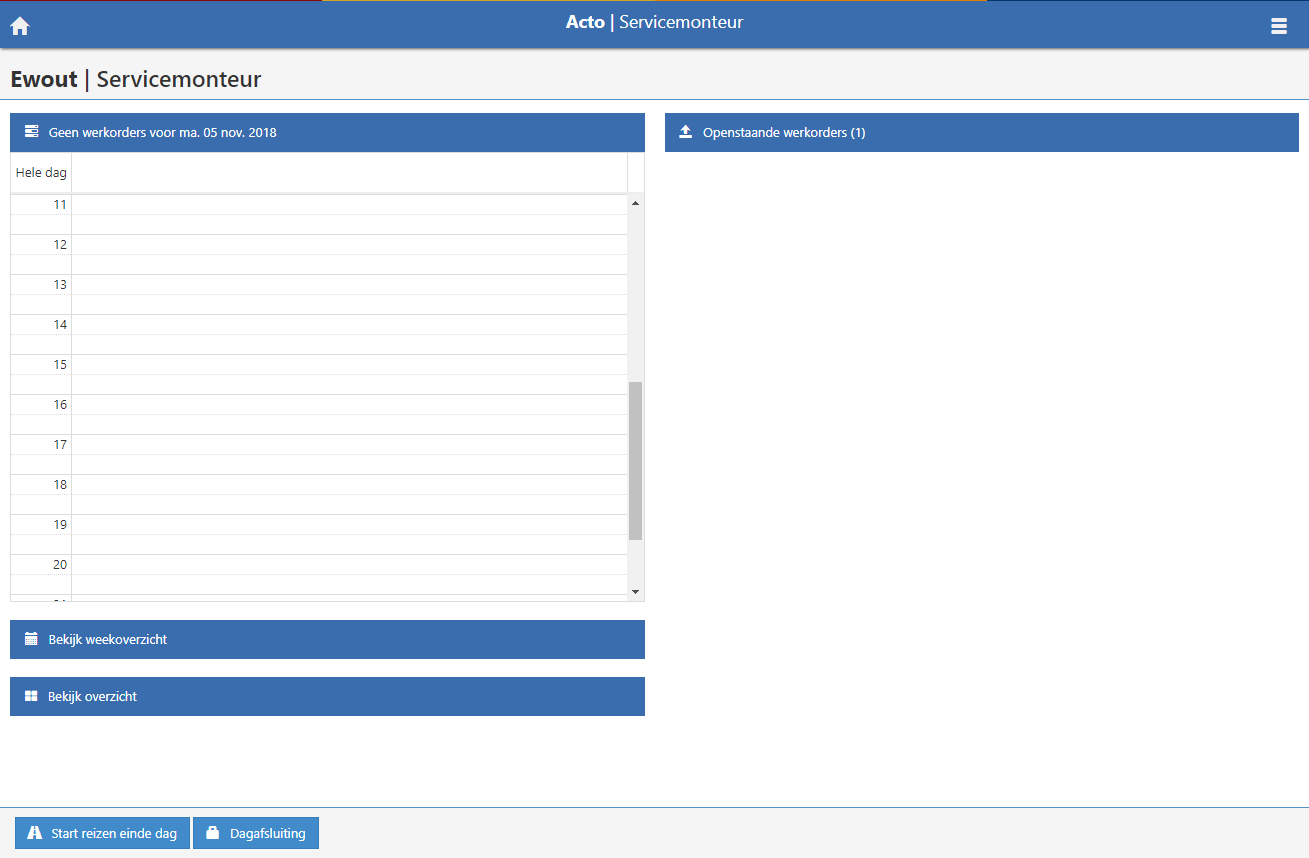 Acto | Servicemonteur
Ewout | Servicemonteur
Geen werkorders voor ma. 05 nov. 2018
Hele dag
11
12
13
14
15
16
17
18
19
20
Bekijk weekoverzicht
Bekijk overzicht
Openstaande werkorders (1)
Start reizen einde dag
Dagafsluiting